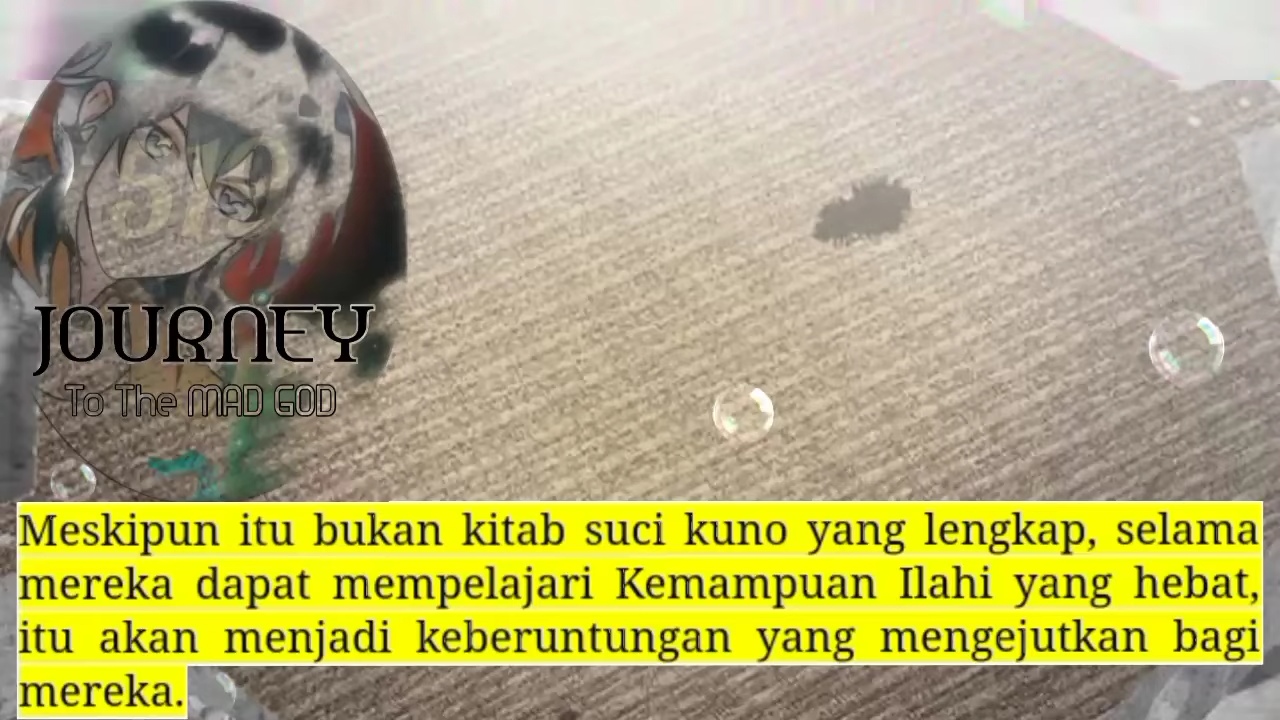 JOURNEY
To The MAD GOD
Meskipun itu bukan kitab suci kuno yang lengkap, selama
mereka dapat mempelajari Kemampuan Ilahi yang hebat,
itu akan menjadi keberuntungan yang mengejutkan bagi
mereka.